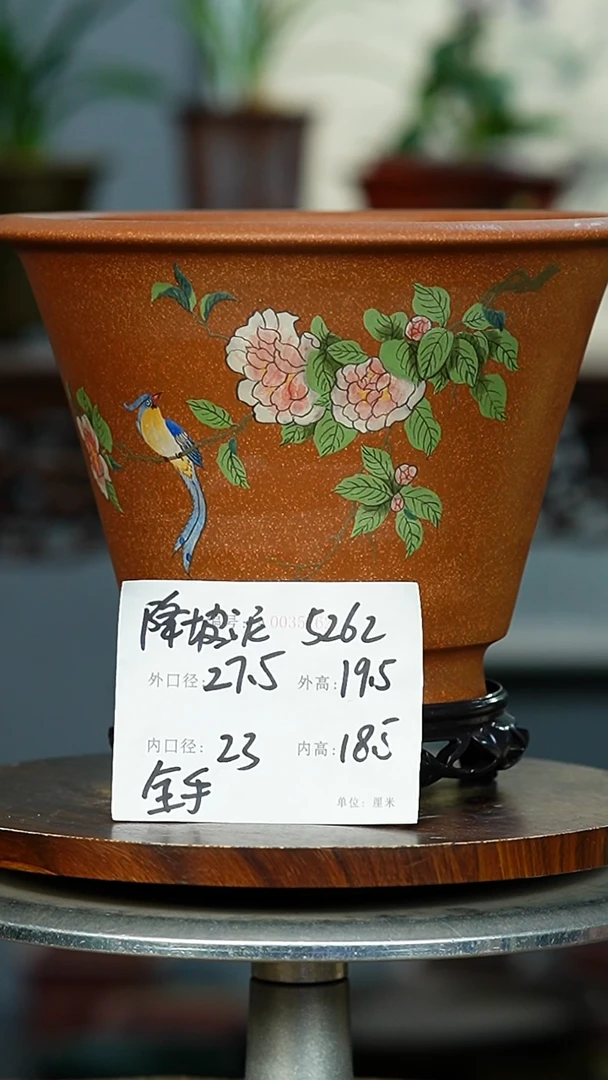 降坡泥 5262
外口径:27.5 外高:19.5
内口径: 23 内高:18.5
全手
单位: 厘米